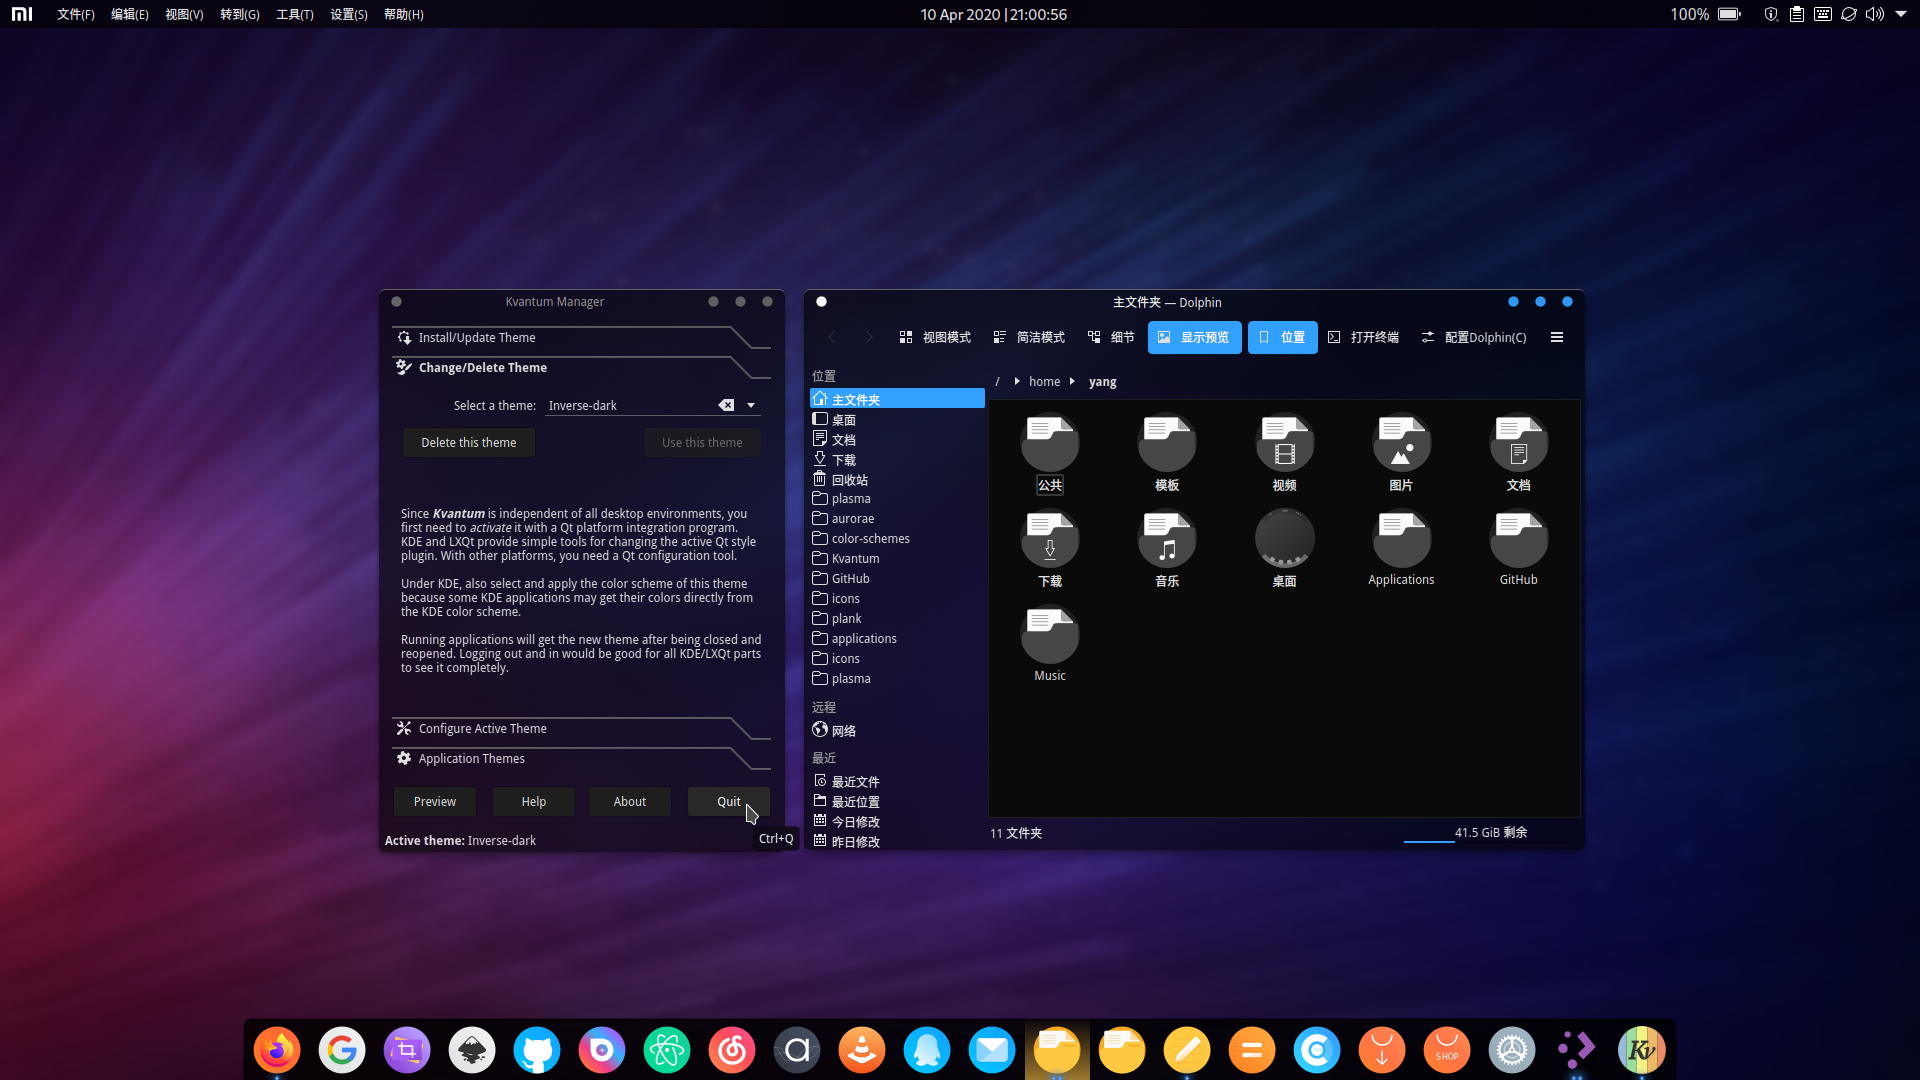 文件(F) 编辑(E) 视图(V) 转到(G) 工具(T) 设置(S) 帮助(H)
10 Apr 2020 | 21:00:56
100%
Kvantum Manager
Install/Update Theme
Change/Delete Theme
Select a theme: Inverse-dark
Delete this theme
Use this theme
Since Kvantum is independent of all desktop environments, you
first need to activate it with a Qt platform integration program.
KDE and LXQt provide simple tools for changing the active Qt style
plugin. With other platforms, you need a Qt configuration tool.
Under KDE, also select and apply the color scheme of this theme
because some KDE applications may get their colors directly from
the KDE color scheme.
Running applications will get the new theme after being closed and
reopened. Logging out and in would be good for all KDE/LXQt parts
to see it completely.
Configure Active Theme
Application Themes
Preview Help About Quit
Ctrl+Q
Active theme: Inverse-dark
主文件夹 — Dolphin
视图模式 简洁模式 细节 显示预览 位置 打开终端 配置Dolphin(C)
/ home yang
位置
主文件夹
桌面
文档
下载
回收站
plasma
aurorae
color-schemes
Kvantum
GitHub
icons
plank
applications
icons
plasma
远程
网络
最近
最近文件
最近位置
今日修改
昨日修改
公共 模板 视频 图片 文档
下载 音乐 桌面 Applications GitHub
Music
11 文件夹
41.5 GiB 剩余
SHOP
Kv